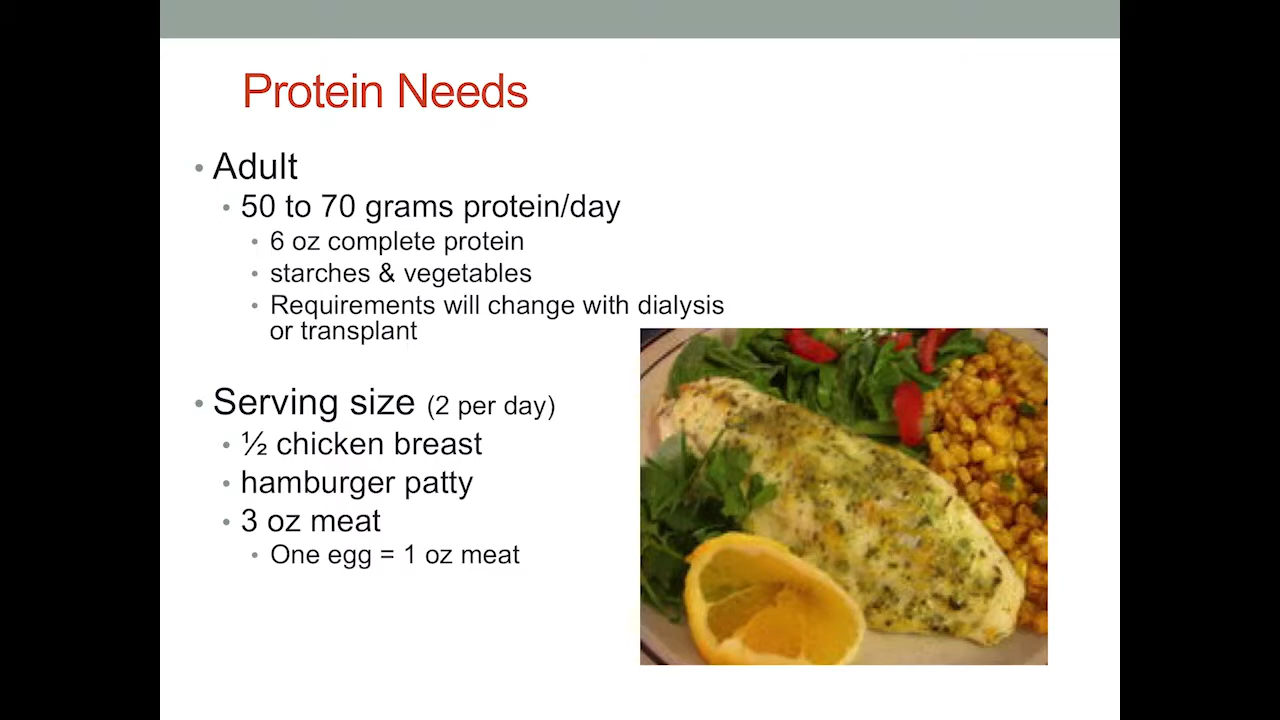 Protein Needs
• Adult
• 50 to 70 grams protein/day
• 6 oz complete protein
• starches & vegetables
• Requirements will change with dialysis
or transplant
• Serving size (2 per day)
• ½ chicken breast
• hamburger patty
• 3 oz meat
• One egg = 1 oz meat